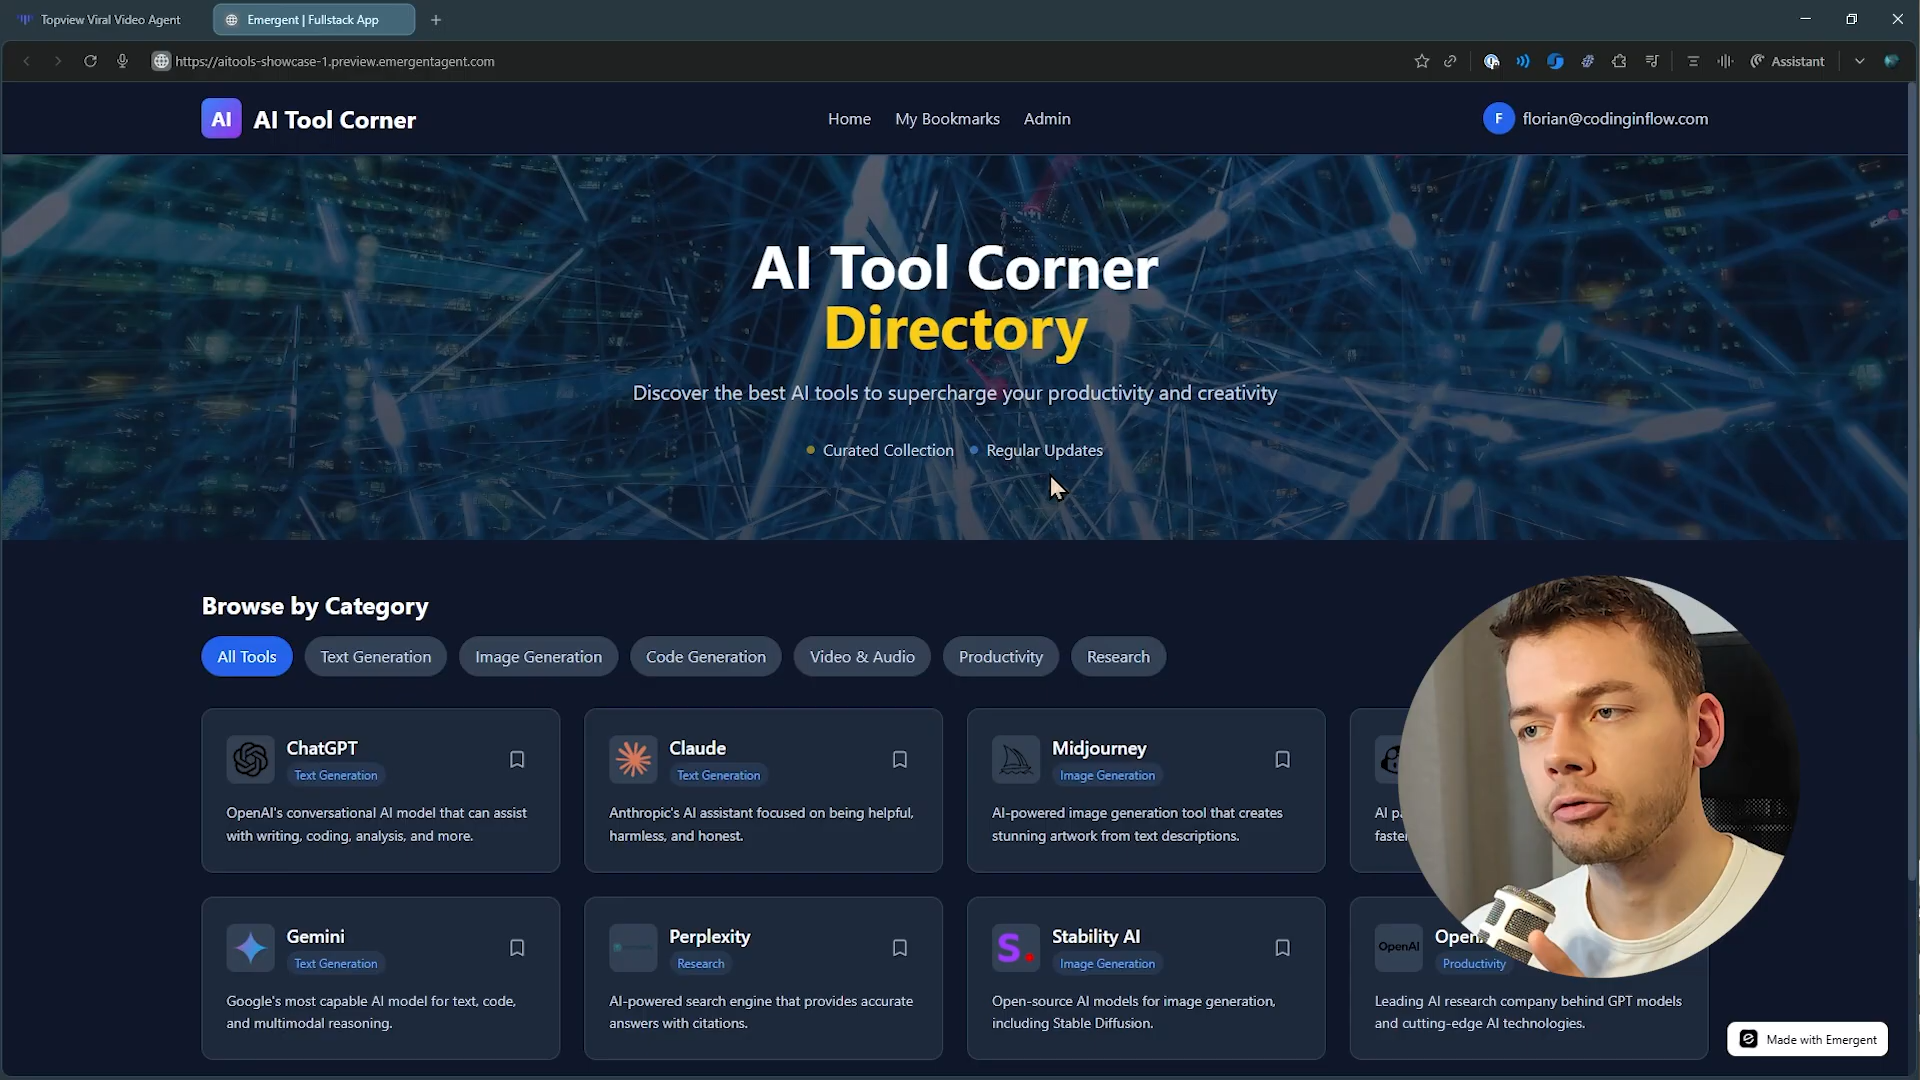 Topview Viral Video Agent
Emergent | Fullstack App
https://aitools-showcase-1.preview.emergentagent.com
Assistant
AI
AI Tool Corner
Home
My Bookmarks
Admin
F
florian@codinginflow.com
AI Tool Corner
Directory
Discover the best AI tools to supercharge your productivity and creativity
Curated Collection
Regular Updates
Browse by Category
All Tools
Text Generation
Image Generation
Code Generation
Video & Audio
Productivity
Research
ChatGPT
Text Generation
OpenAI's conversational AI model that can assist
with writing, coding, analysis, and more.
Claude
Text Generation
Anthropic's AI assistant focused on being helpful,
harmless, and honest.
Midjourney
Image Generation
AI-powered image generation tool that creates
stunning artwork from text descriptions.
AI
Gemini
Text Generation
Google's most capable AI model for text, code,
and multimodal reasoning.
Perplexity
Research
AI-powered search engine that provides accurate
answers with citations.
S.
Stability AI
Image Generation
Open-source AI models for image generation,
including Stable Diffusion.
OpenAI
Productivity
Leading AI research company behind GPT models
and cutting-edge AI technologies.
Made with Emergent